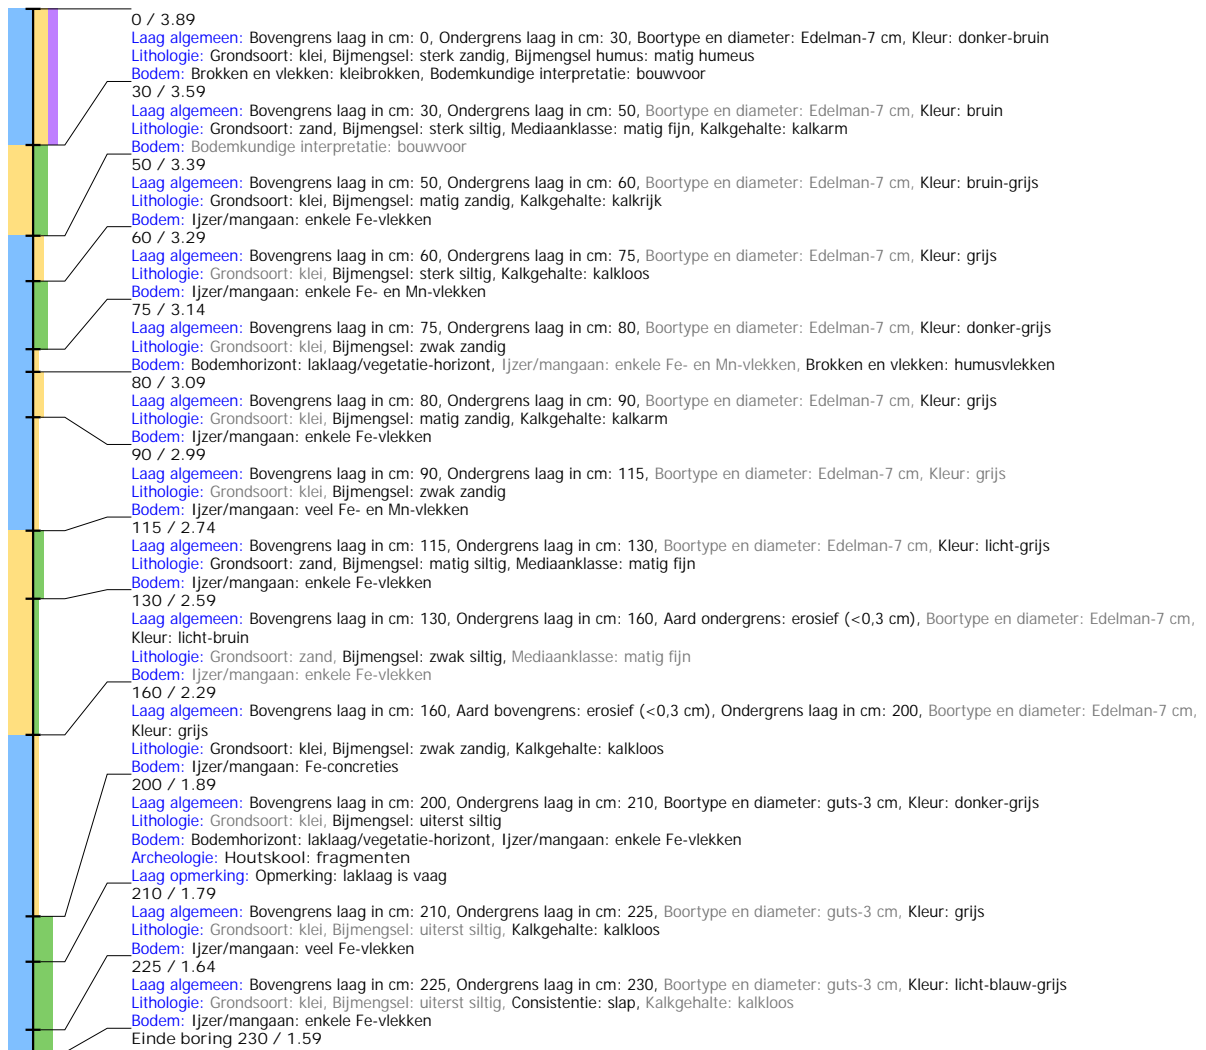 0 / 3.89
Laag algemeen: Bovengrens laag in cm: 0, Ondergrens laag in cm: 30, Boortype en diameter: Edelman-7 cm, Kleur: donker-bruin
Lithologie: Grondsoort: klei, Bijmengsel: sterk zandig, Bijmengsel humus: matig humeus
Bodem: Brokken en vlekken: kleibrokken, Bodemkundige interpretatie: bouwvoor
30 / 3.59
Laag algemeen: Bovengrens laag in cm: 30, Ondergrens laag in cm: 50, Boortype en diameter: Edelman-7 cm, Kleur: bruin
Lithologie: Grondsoort: zand, Bijmengsel: sterk siltig, Mediaanklasse: matig fijn, Kalkgehalte: kalkarm
Bodem: Bodemkundige interpretatie: bouwvoor
50 / 3.39
Laag algemeen: Bovengrens laag in cm: 50, Ondergrens laag in cm: 60, Boortype en diameter: Edelman-7 cm, Kleur: bruin-grijs
Lithologie: Grondsoort: klei, Bijmengsel: matig zandig, Kalkgehalte: kalkrijk
Bodem: Ijzer/mangaan: enkele Fe-vlekken
60 / 3.29
Laag algemeen: Bovengrens laag in cm: 60, Ondergrens laag in cm: 75, Boortype en diameter: Edelman-7 cm, Kleur: grijs
Lithologie: Grondsoort: klei, Bijmengsel: sterk siltig, Kalkgehalte: kalkloos
Bodem: Ijzer/mangaan: enkele Fe- en Mn-vlekken
75 / 3.14
Laag algemeen: Bovengrens laag in cm: 75, Ondergrens laag in cm: 80, Boortype en diameter: Edelman-7 cm, Kleur: donker-grijs
Lithologie: Grondsoort: klei, Bijmengsel: zwak zandig
Bodem: Bodemhorizont: laklaag/vegetatie-horizont, Ijzer/mangaan: enkele Fe- en Mn-vlekken, Brokken en vlekken: humusvlekken
80 / 3.09
Laag algemeen: Bovengrens laag in cm: 80, Ondergrens laag in cm: 90, Boortype en diameter: Edelman-7 cm, Kleur: grijs
Lithologie: Grondsoort: klei, Bijmengsel: matig zandig, Kalkgehalte: kalkarm
Bodem: Ijzer/mangaan: enkele Fe-vlekken
90 / 2.99
Laag algemeen: Bovengrens laag in cm: 90, Ondergrens laag in cm: 115, Boortype en diameter: Edelman-7 cm, Kleur: grijs
Lithologie: Grondsoort: klei, Bijmengsel: zwak zandig
Bodem: Ijzer/mangaan: veel Fe- en Mn-vlekken
115 / 2.74
Laag algemeen: Bovengrens laag in cm: 115, Ondergrens laag in cm: 130, Boortype en diameter: Edelman-7 cm, Kleur: licht-grijs
Lithologie: Grondsoort: zand, Bijmengsel: matig siltig, Mediaanklasse: matig fijn
Bodem: Ijzer/mangaan: enkele Fe-vlekken
130 / 2.59
Laag algemeen: Bovengrens laag in cm: 130, Ondergrens laag in cm: 160, Aard ondergrens: erosief (<0,3 cm), Boortype en diameter: Edelman-7 cm,
Kleur: licht-bruin
Lithologie: Grondsoort: zand, Bijmengsel: zwak siltig, Mediaanklasse: matig fijn
Bodem: Ijzer/mangaan: enkele Fe-vlekken
160 / 2.29
Laag algemeen: Bovengrens laag in cm: 160, Aard bovengrens: erosief (<0,3 cm), Ondergrens laag in cm: 200, Boortype en diameter: Edelman-7 cm,
Kleur: grijs
Lithologie: Grondsoort: klei, Bijmengsel: zwak zandig, Kalkgehalte: kalkloos
Bodem: Ijzer/mangaan: Fe-concreties
200 / 1.89
Laag algemeen: Bovengrens laag in cm: 200, Ondergrens laag in cm: 210, Boortype en diameter: guts-3 cm, Kleur: donker-grijs
Lithologie: Grondsoort: klei, Bijmengsel: uiterst siltig
Bodem: Bodemhorizont: laklaag/vegetatie-horizont, Ijzer/mangaan: enkele Fe-vlekken
Archeologie: Houtskool: fragmenten
Laag opmerking: Opmerking: laklaag is vaag
210 / 1.79
Laag algemeen: Bovengrens laag in cm: 210, Ondergrens laag in cm: 225, Boortype en diameter: guts-3 cm, Kleur: grijs
Lithologie: Grondsoort: klei, Bijmengsel: uiterst siltig, Kalkgehalte: kalkloos
Bodem: Ijzer/mangaan: veel Fe-vlekken
225 / 1.64
Laag algemeen: Bovengrens laag in cm: 225, Ondergrens laag in cm: 230, Boortype en diameter: guts-3 cm, Kleur: licht-blauw-grijs
Lithologie: Grondsoort: klei, Bijmengsel: uiterst siltig, Consistentie: slap, Kalkgehalte: kalkloos
Bodem: Ijzer/mangaan: enkele Fe-vlekken
Einde boring 230 / 1.59